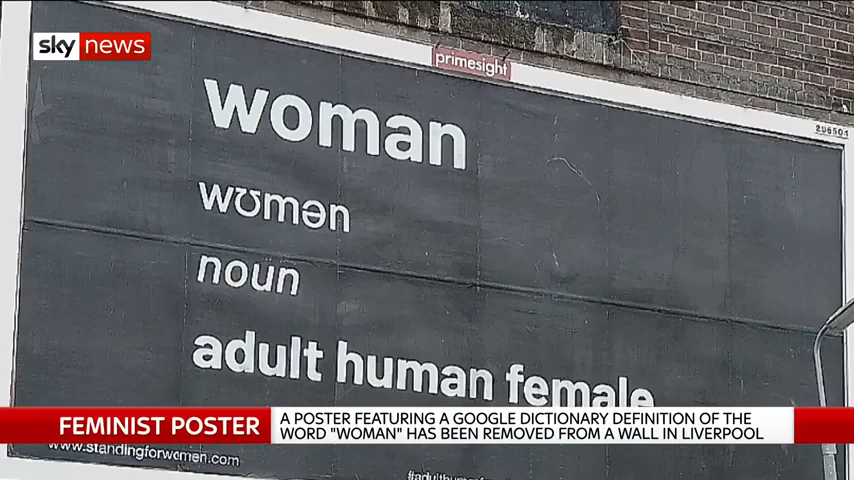 sky news
primesight
296504
woman
wʊmən
noun
adult human female
FEMINIST POSTER
A POSTER FEATURING A GOOGLE DICTIONARY DEFINITION OF THE
WORD "WOMAN" HAS BEEN REMOVED FROM A WALL IN LIVERPOOL
www.standingforwomen.com